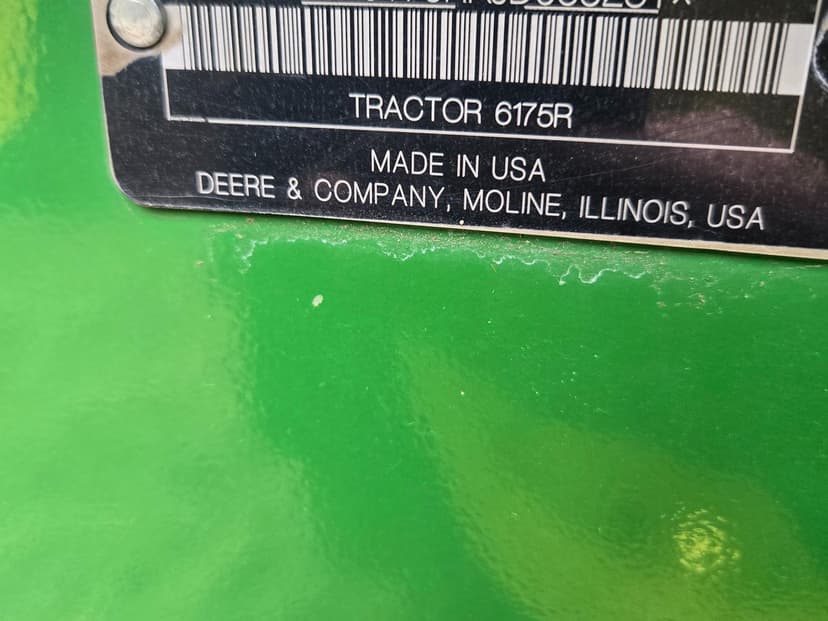 TRACTOR 6175R
MADE IN USA
DEERE & COMPANY, MOLINE, ILLINOIS, USA